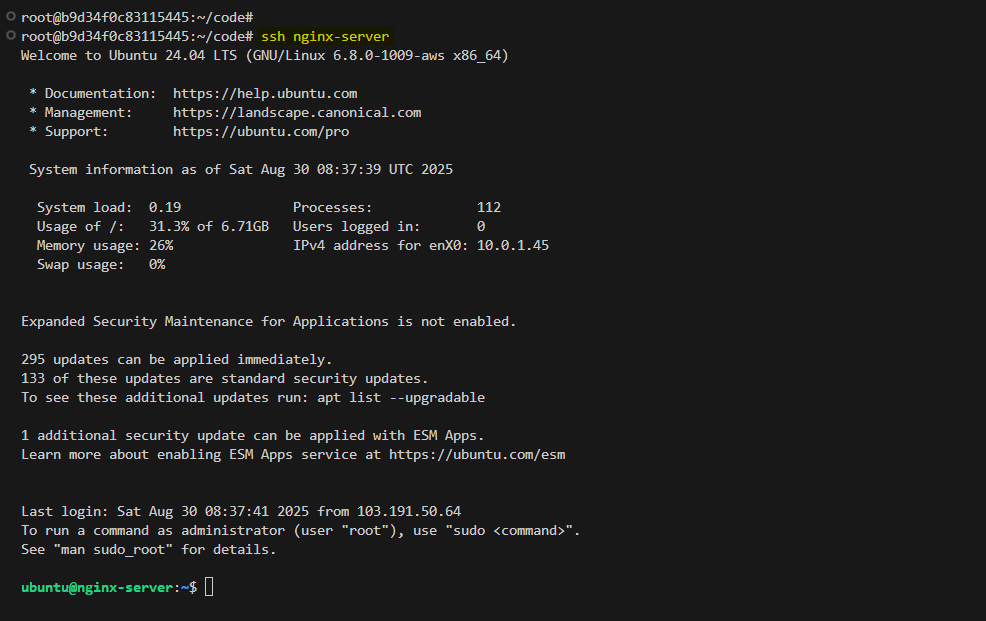 root@b9d34f0c83115445:~/code#
root@b9d34f0c83115445:~/code# ssh nginx-server
Welcome to Ubuntu 24.04 LTS (GNU/Linux 6.8.0-1009-aws x86_64)

 * Documentation:  https://help.ubuntu.com
 * Management:     https://landscape.canonical.com
 * Support:        https://ubuntu.com/pro

 System information as of Sat Aug 30 08:37:39 UTC 2025

  System load:  0.19              Processes:             112
  Usage of /:   31.3% of 6.71GB   Users logged in:       0
  Memory usage: 26%               IPv4 address for enX0: 10.0.1.45
  Swap usage:   0%

Expanded Security Maintenance for Applications is not enabled.

295 updates can be applied immediately.
133 of these updates are standard security updates.
To see these additional updates run: apt list --upgradable

1 additional security update can be applied with ESM Apps.
Learn more about enabling ESM Apps service at https://ubuntu.com/esm

Last login: Sat Aug 30 08:37:41 2025 from 103.191.50.64
To run a command as administrator (user "root"), use "sudo <command>".
See "man sudo_root" for details.

ubuntu@nginx-server:~$